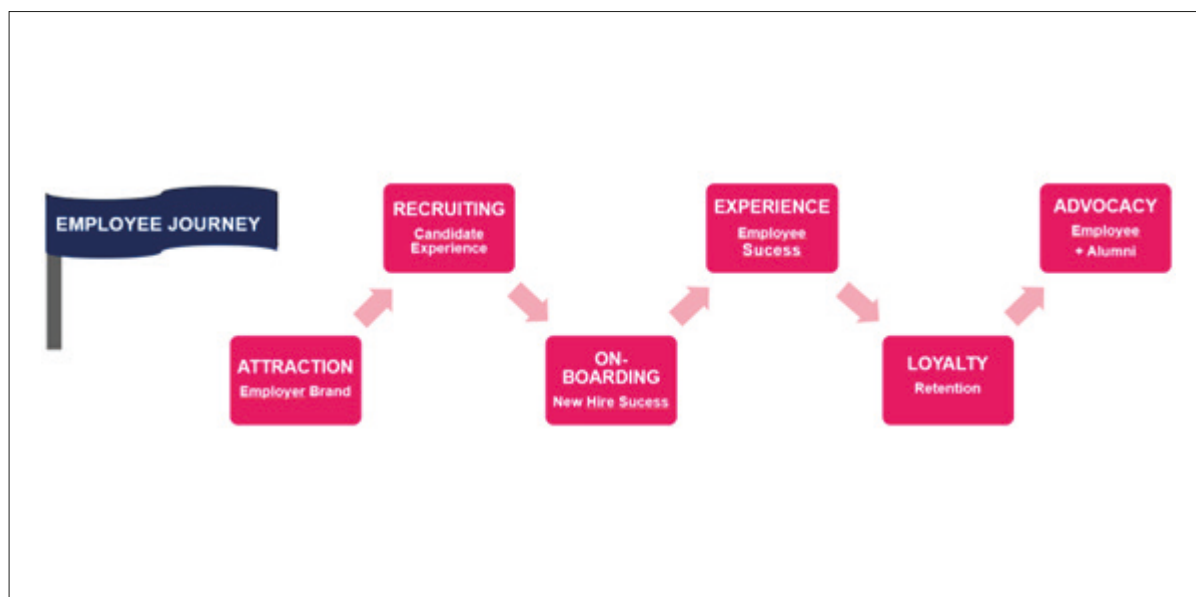 EMPLOYEE JOURNEY
ATTRACTION
Employer Brand
RECRUITING
Candidate
Experience
ON-
BOARDING
New Hire Sucess
EXPERIENCE
Employee
Sucess
LOYALTY
Retention
ADVOCACY
Employee
+ Alumni